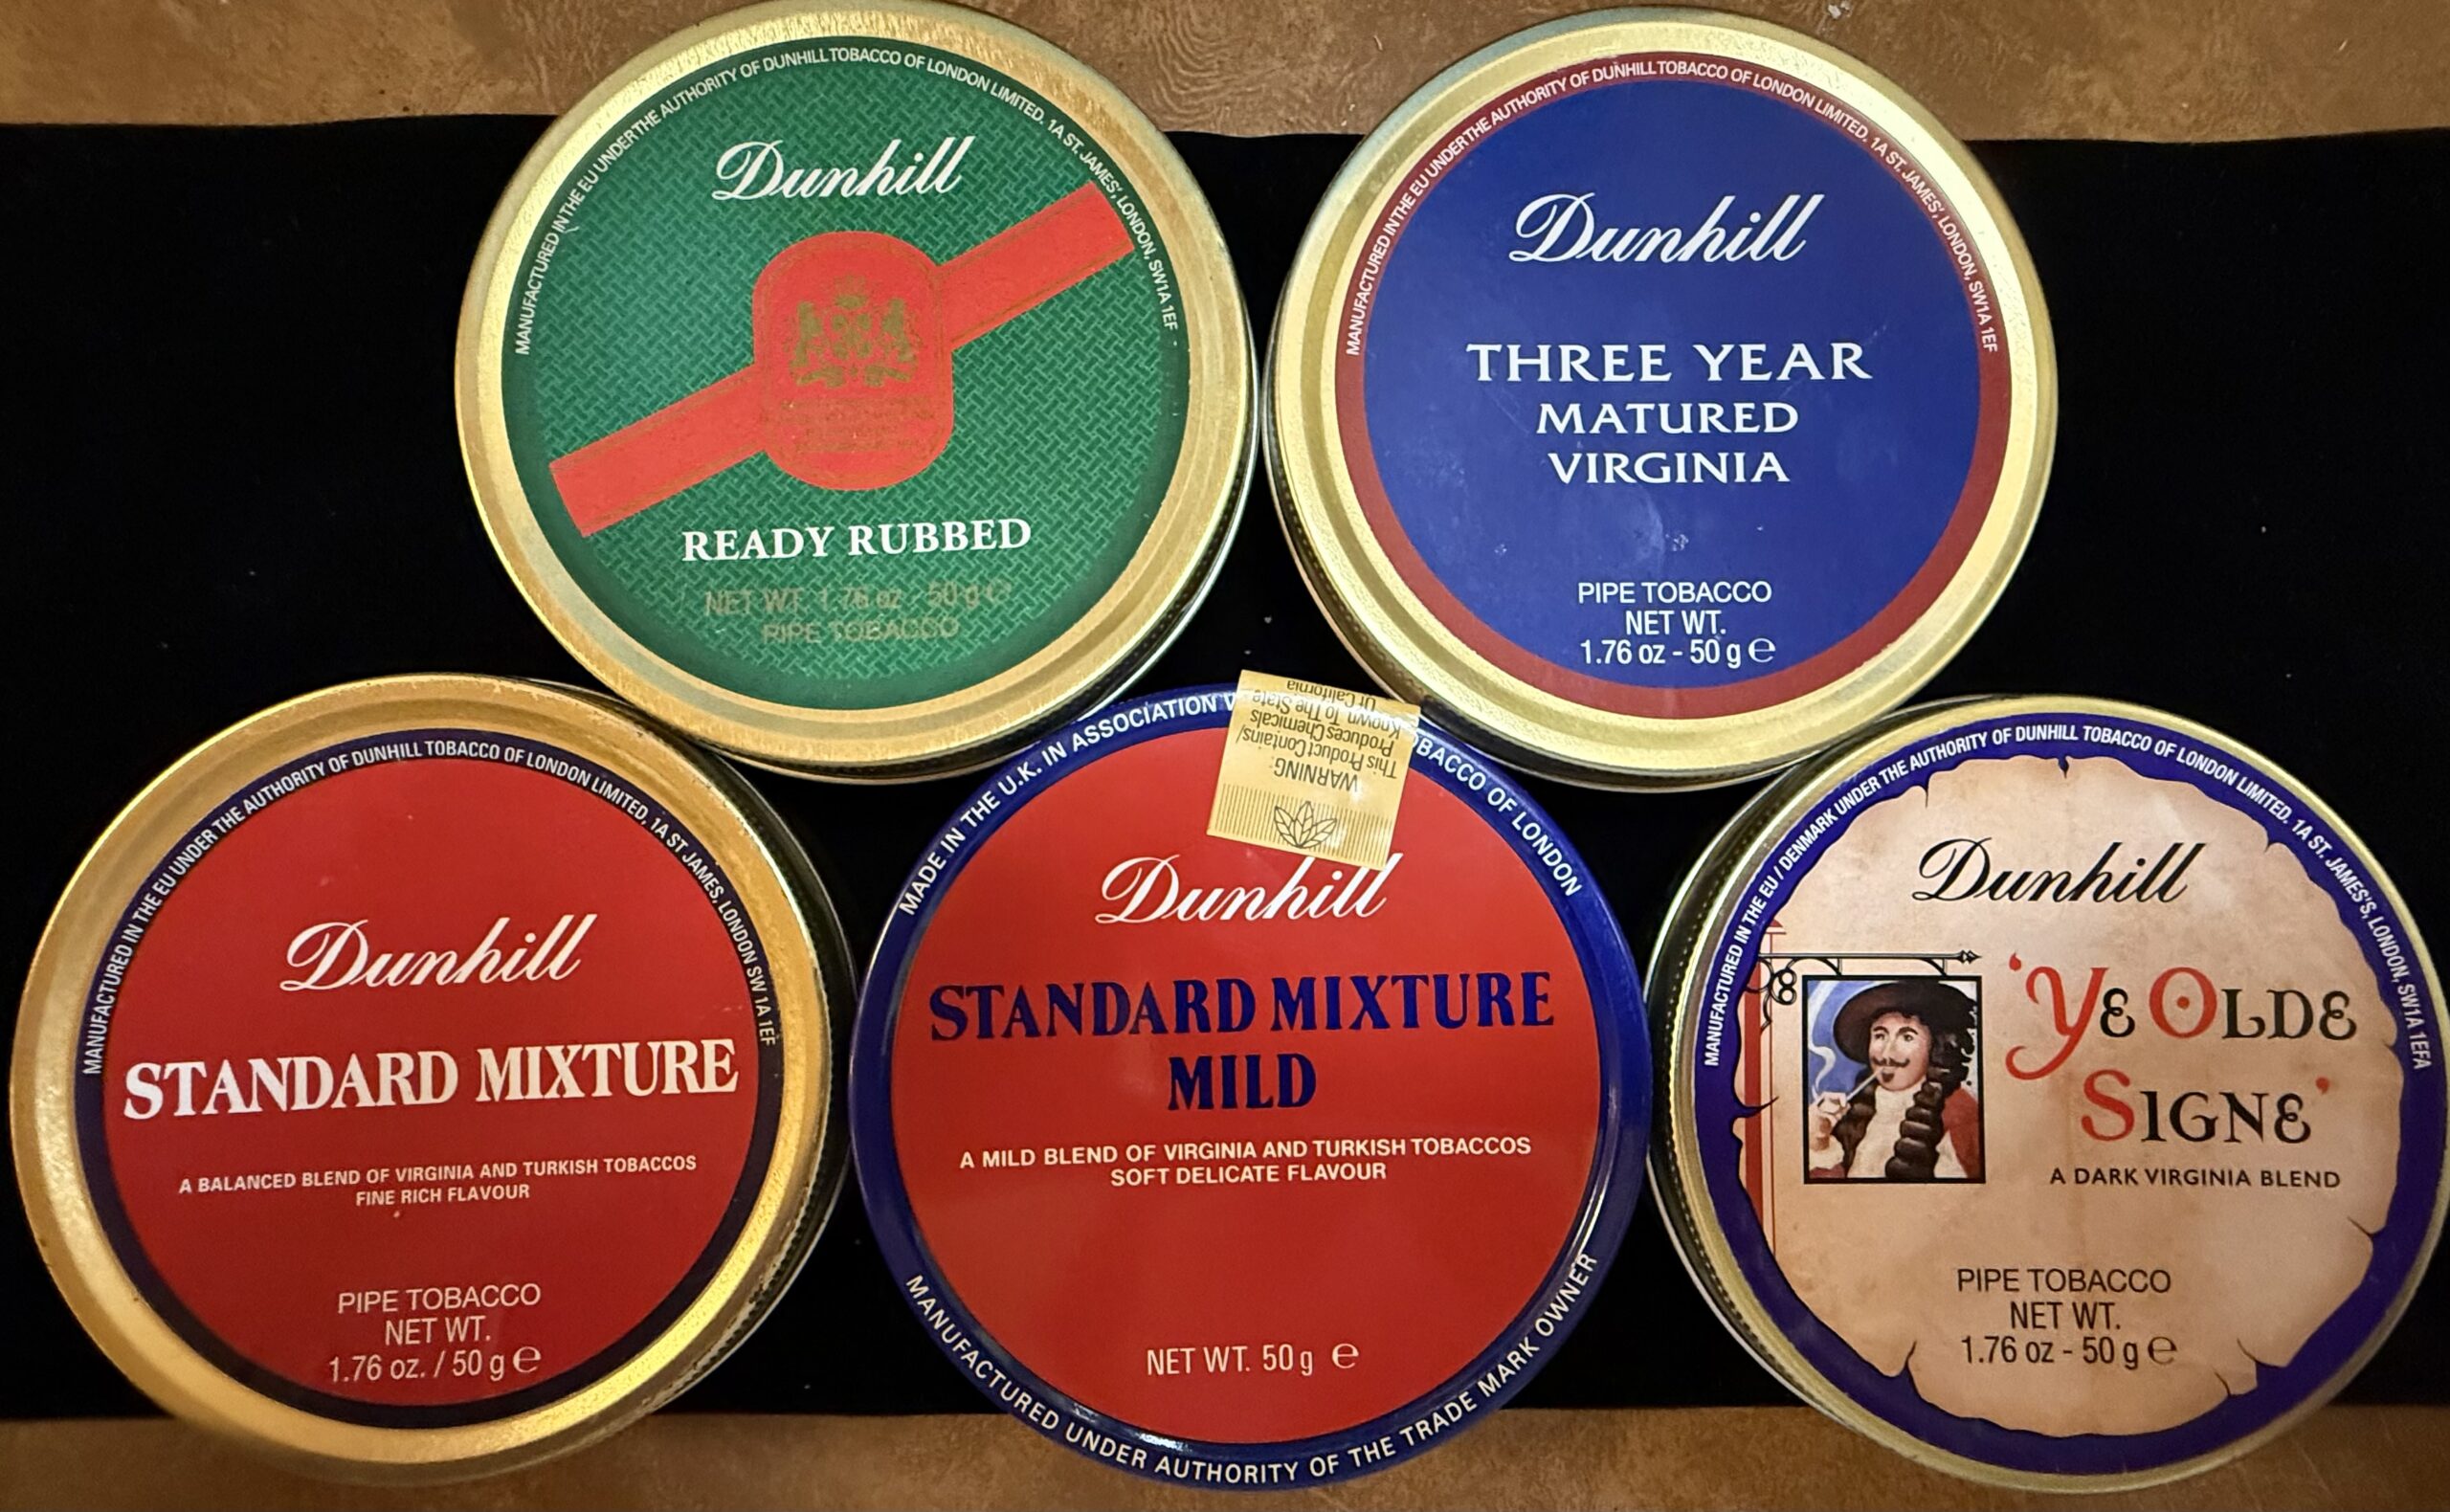 MANUFACTURED IN THE EU UNDER THE AUTHORITY OF DUNHILL TOBACCO OF LONDON LIMITED, 1A ST. JAMES', LONDON, SW1A 1EF
Dunhill
READY RUBBED
NET WT. 1.76 oz - 50 g ℮
PIPE TOBACCO
MANUFACTURED IN THE EU UNDER THE AUTHORITY OF DUNHILL TOBACCO OF LONDON LIMITED, 1A ST. JAMES', LONDON, SW1A 1EF
Dunhill
THREE YEAR
MATURED
VIRGINIA
PIPE TOBACCO
NET WT.
1.76 oz - 50 g ℮
MANUFACTURED IN THE EU UNDER THE AUTHORITY OF DUNHILL TOBACCO OF LONDON LIMITED, 1A ST JAMES, LONDON SW 1A 1EF
Dunhill
STANDARD MIXTURE
A BALANCED BLEND OF VIRGINIA AND TURKISH TOBACCOS
FINE RICH FLAVOUR
PIPE TOBACCO
NET WT.
1.76 oz. / 50 g ℮
MADE IN THE U.K. IN ASSOCIATION OF LONDON
WARNING:
This Product Contains/
Produces Chemicals
Known To The State
Of California
Dunhill
STANDARD MIXTURE
MILD
A MILD BLEND OF VIRGINIA AND TURKISH TOBACCOS
SOFT DELICATE FLAVOUR
NET WT. 50 g ℮
MANUFACTURED UNDER AUTHORITY OF THE TRADE MARK OWNER
MANUFACTURED IN THE EU / DENMARK UNDER THE AUTHORITY OF DUNHILL TOBACCO OF LONDON LIMITED, 1A ST. JAMES'S, LONDON, SW1A 1EFA
Dunhill
'YE OLDE
SIGNE'
A DARK VIRGINIA BLEND
PIPE TOBACCO
NET WT.
1.76 oz - 50 g ℮